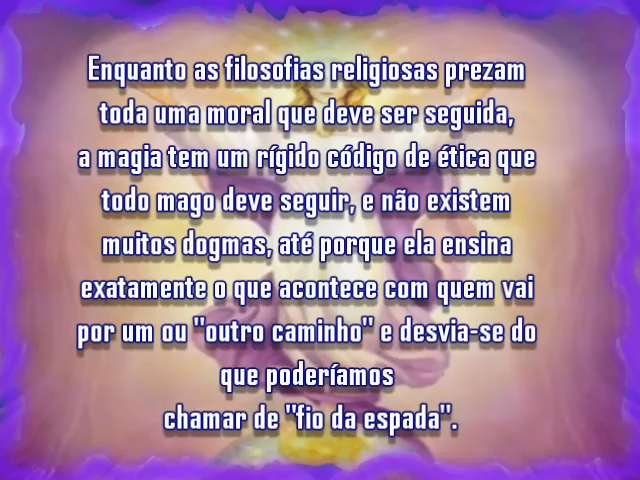 Enquanto as filosofias religiosas prezam
toda uma moral que deve ser seguida,
a magia tem um rígido código de ética que
todo mago deve seguir, e não existem
muitos dogmas, até porque ela ensina
exatamente o que acontece com quem vai
por um ou "outro caminho" e desvia-se do
que poderíamos
chamar de "fio da espada".